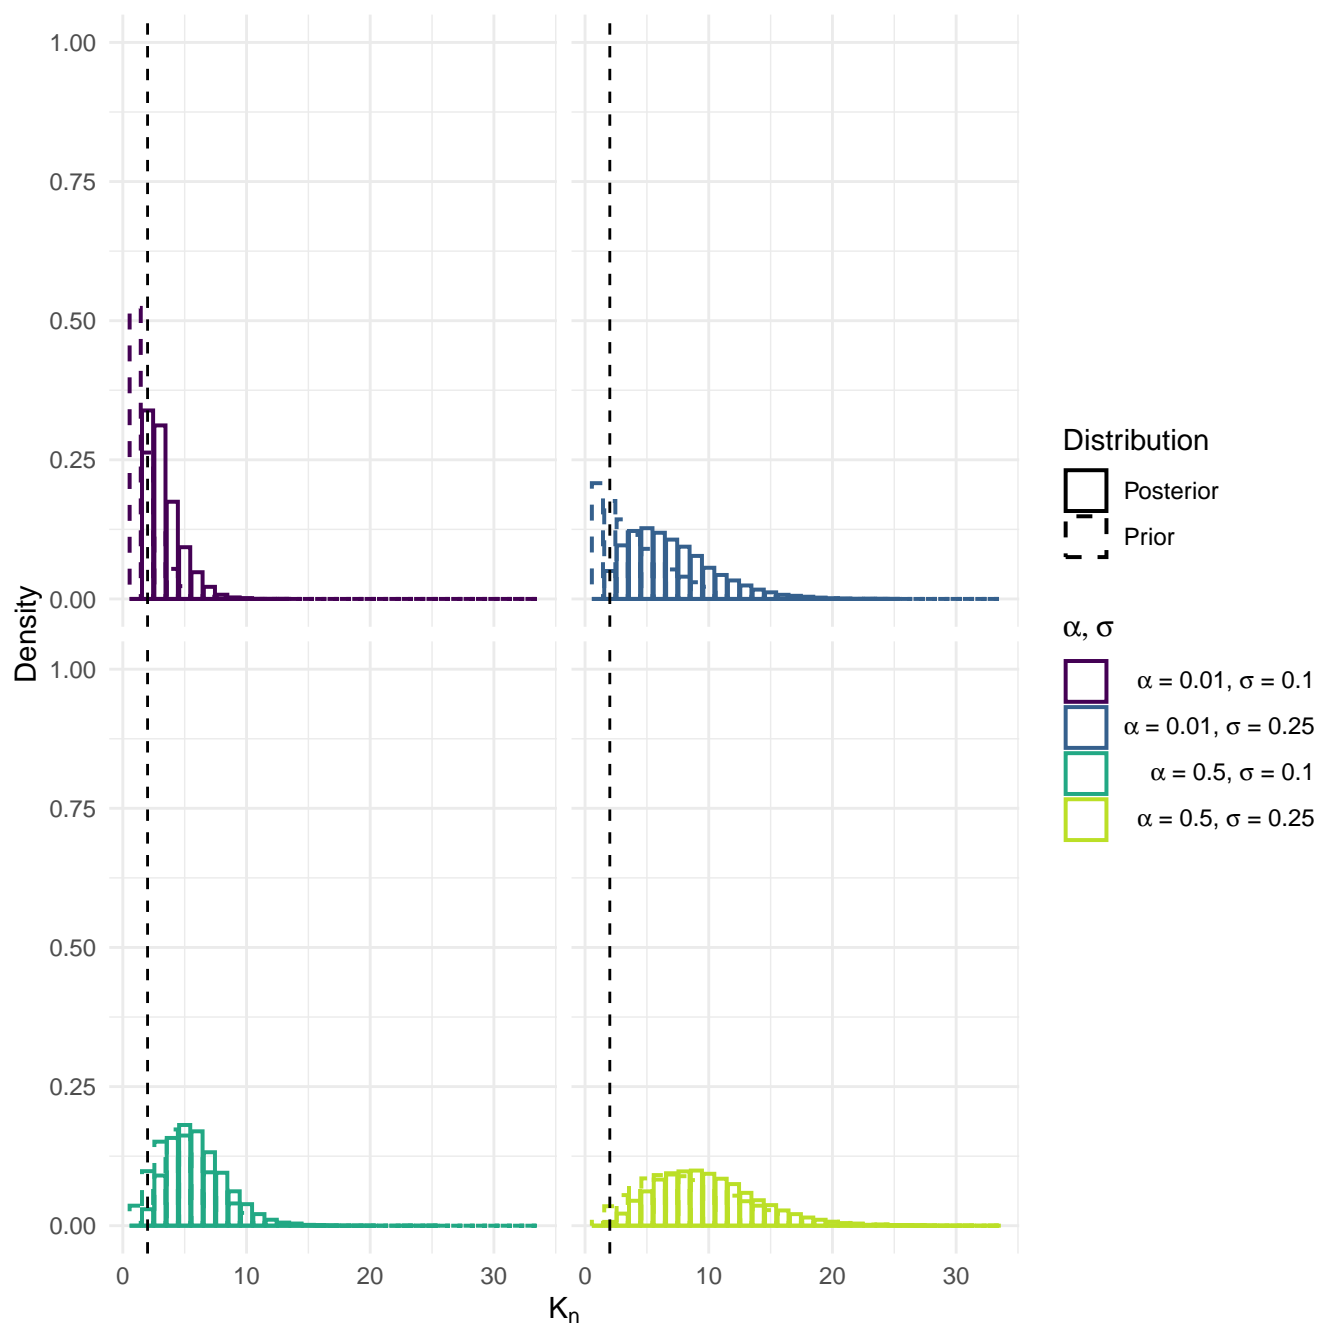 1.00
0.75
0.50
0.25
0.00
1.00
0.75
0.50
0.25
0.00
Density
0 10 20 30 0 10 20 30
Kn
Distribution
Posterior
Prior
α, σ
α = 0.01, σ = 0.1
α = 0.01, σ = 0.25
α = 0.5, σ = 0.1
α = 0.5, σ = 0.25